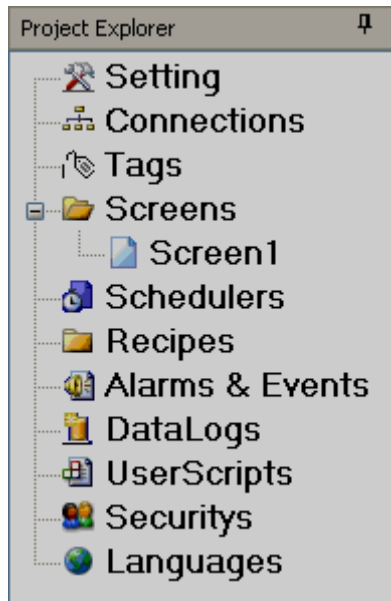 Project Explorer
Setting
Connections
Tags
Screens
Screen1
Schedulers
Recipes
Alarms & Events
DataLogs
UserScripts
Securitys
Languages